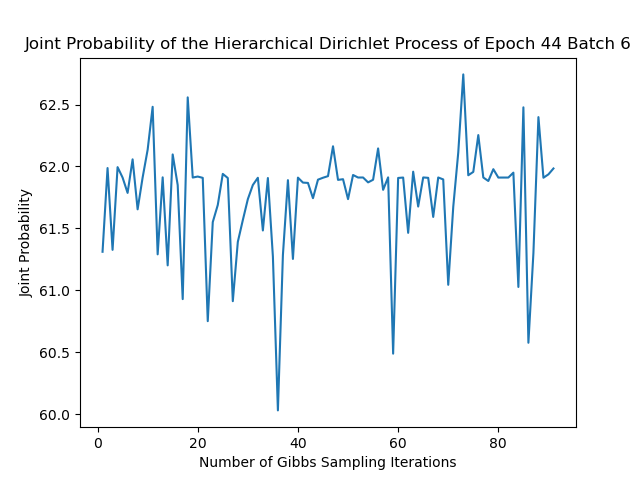 Joint Probability of the Hierarchical Dirichlet Process of Epoch 44 Batch 6
62.5
62.0
61.5
61.0
60.5
60.0
Joint Probability
0 20 40 60 80
Number of Gibbs Sampling Iterations